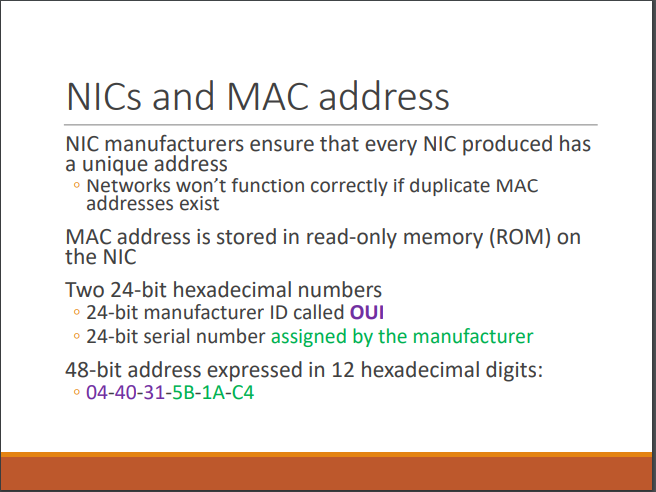 NICs and MAC address
NIC manufacturers ensure that every NIC produced has
a unique address
◦ Networks won’t function correctly if duplicate MAC
addresses exist
MAC address is stored in read-only memory (ROM) on
the NIC
Two 24-bit hexadecimal numbers
◦ 24-bit manufacturer ID called OUI
◦ 24-bit serial number assigned by the manufacturer
48-bit address expressed in 12 hexadecimal digits:
◦ 04-40-31-5B-1A-C4